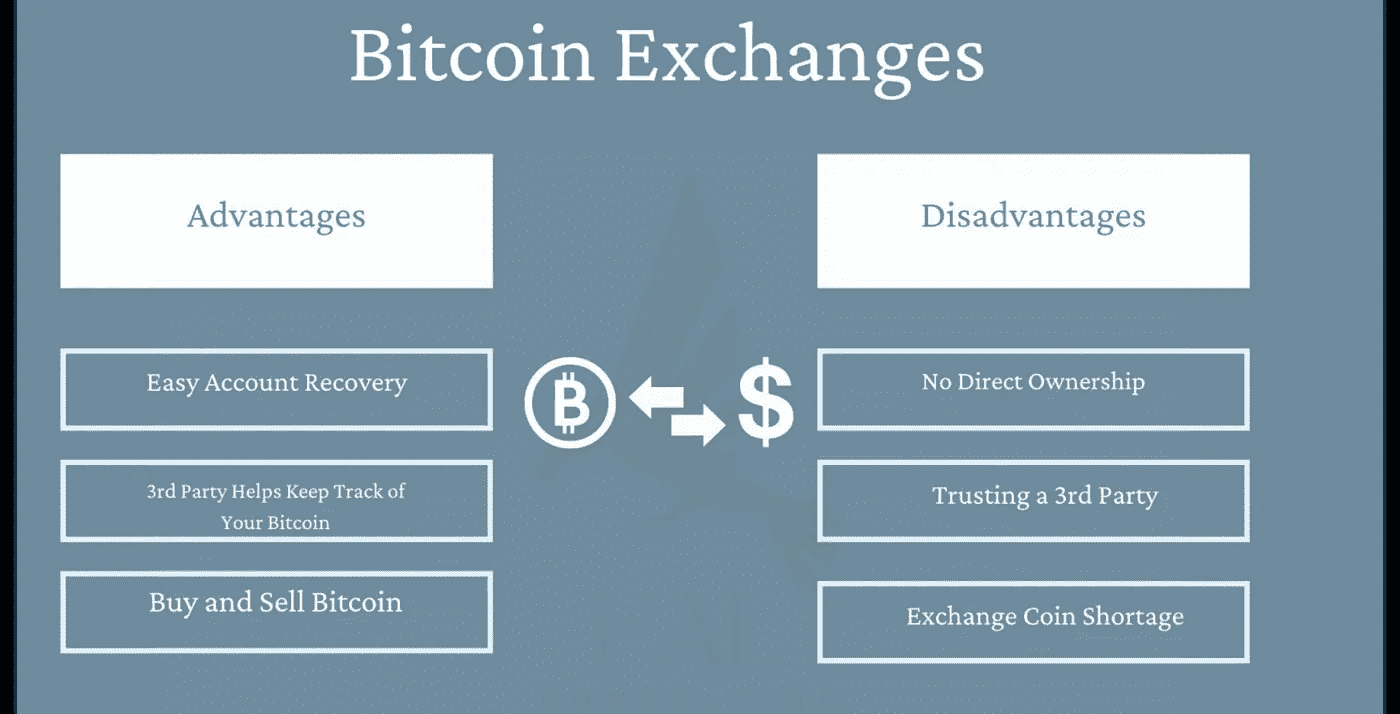 Bitcoin Exchanges
Advantages
Easy Account Recovery
3rd Party Helps Keep Track of
Your Bitcoin
Buy and Sell Bitcoin
Disadvantages
No Direct Ownership
Trusting a 3rd Party
Exchange Coin Shortage